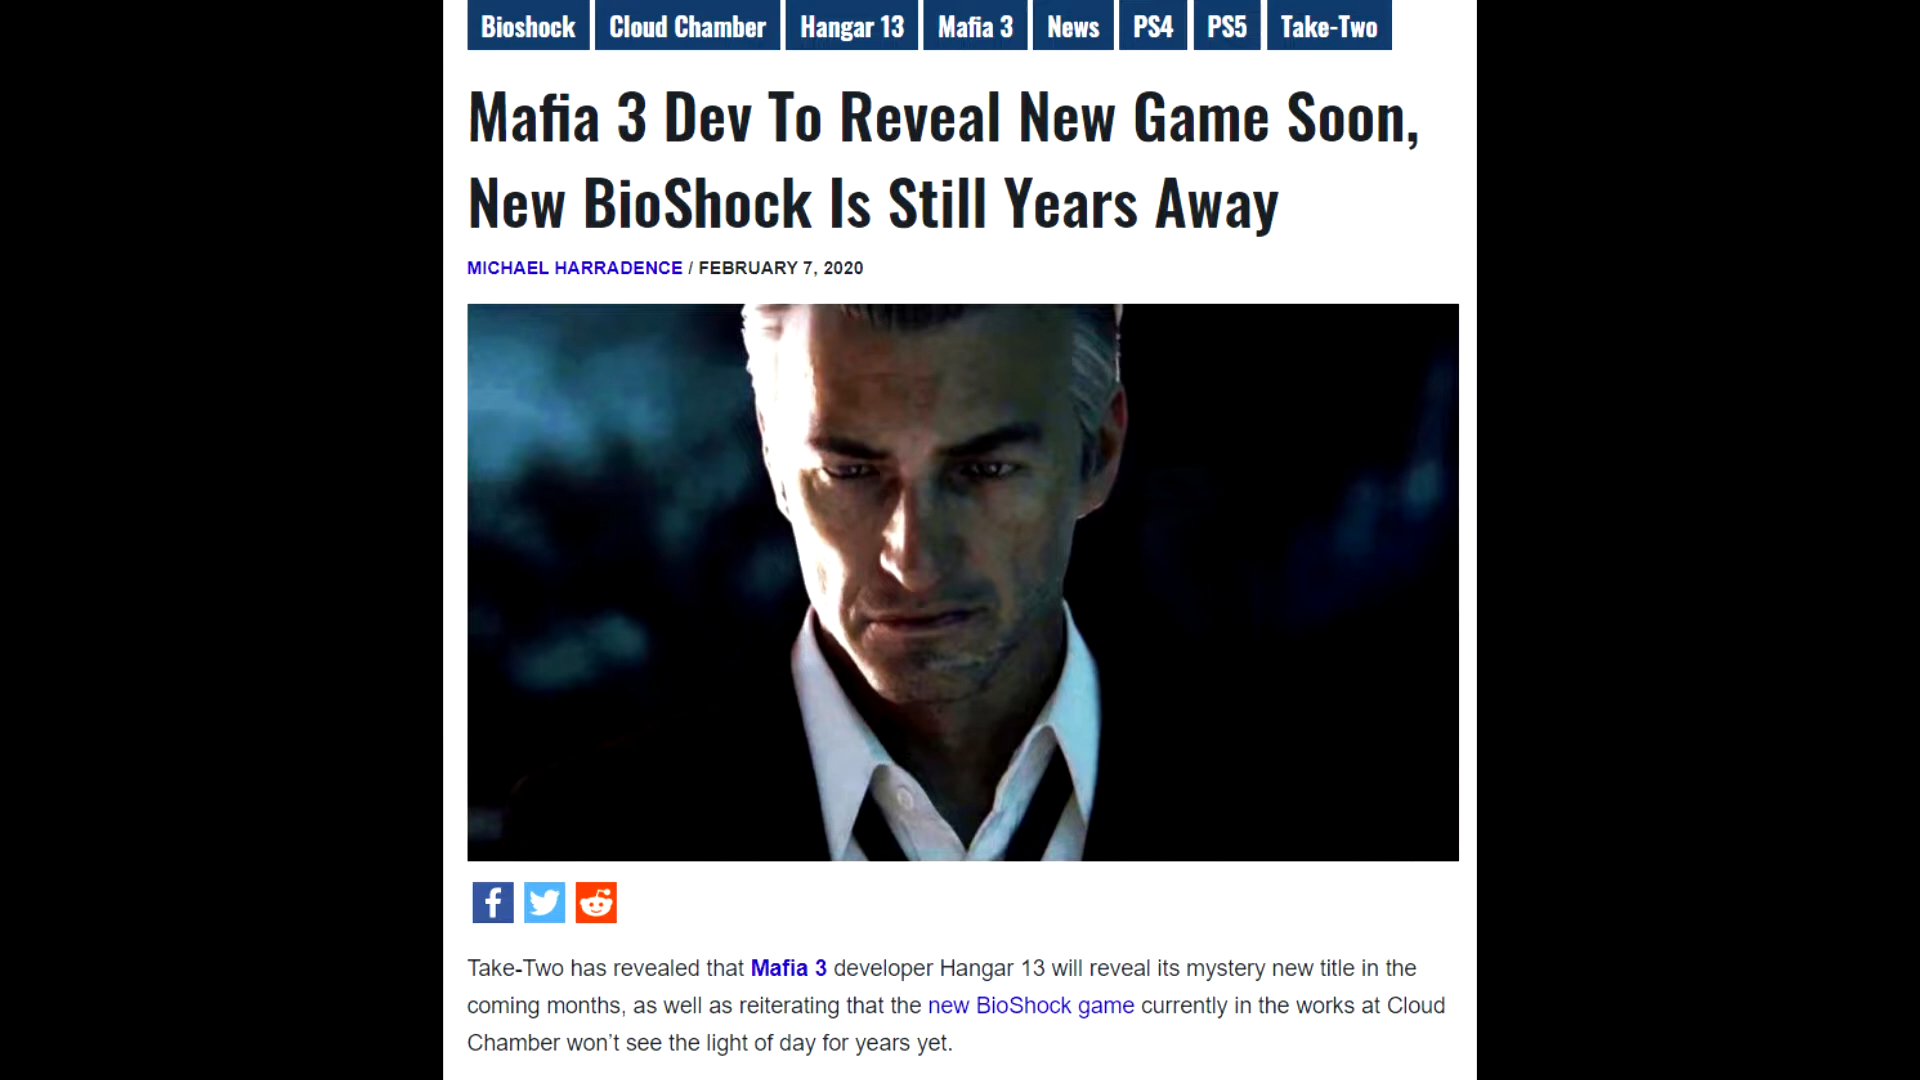 Bioshock Cloud Chamber Hangar 13 Mafia 3 News PS4 PS5 Take-Two
Mafia 3 Dev To Reveal New Game Soon,
New BioShock Is Still Years Away
MICHAEL HARRADENCE / FEBRUARY 7, 2020
Take-Two has revealed that Mafia 3 developer Hangar 13 will reveal its mystery new title in the
coming months, as well as reiterating that the new BioShock game currently in the works at Cloud
Chamber won’t see the light of day for years yet.